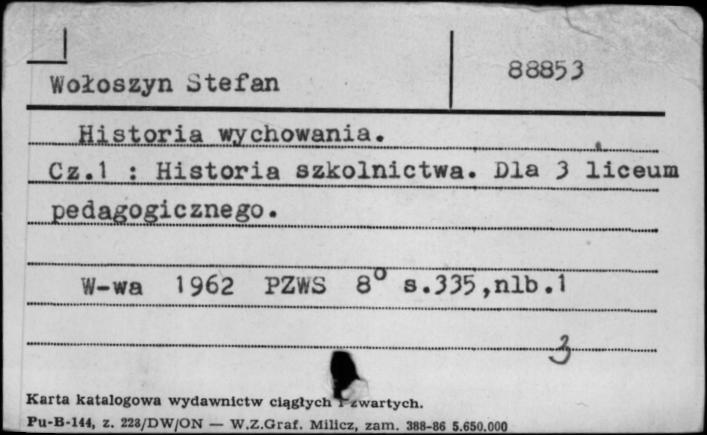 Wołoszyn Stefan
88853
Historia wychowania.
Cz.1 : Historia szkolnictwa. Dla 3 liceum
pedagogicznego.
W-wa 1962 PZWS 8° s.335,nlb.1
3
Karta katalogowa wydawnictw ciągłych i zwartych.
Pu-B-144, z. 223/DW/ON — W.Z.Graf. Milicz, zam. 388-86 5.650.000